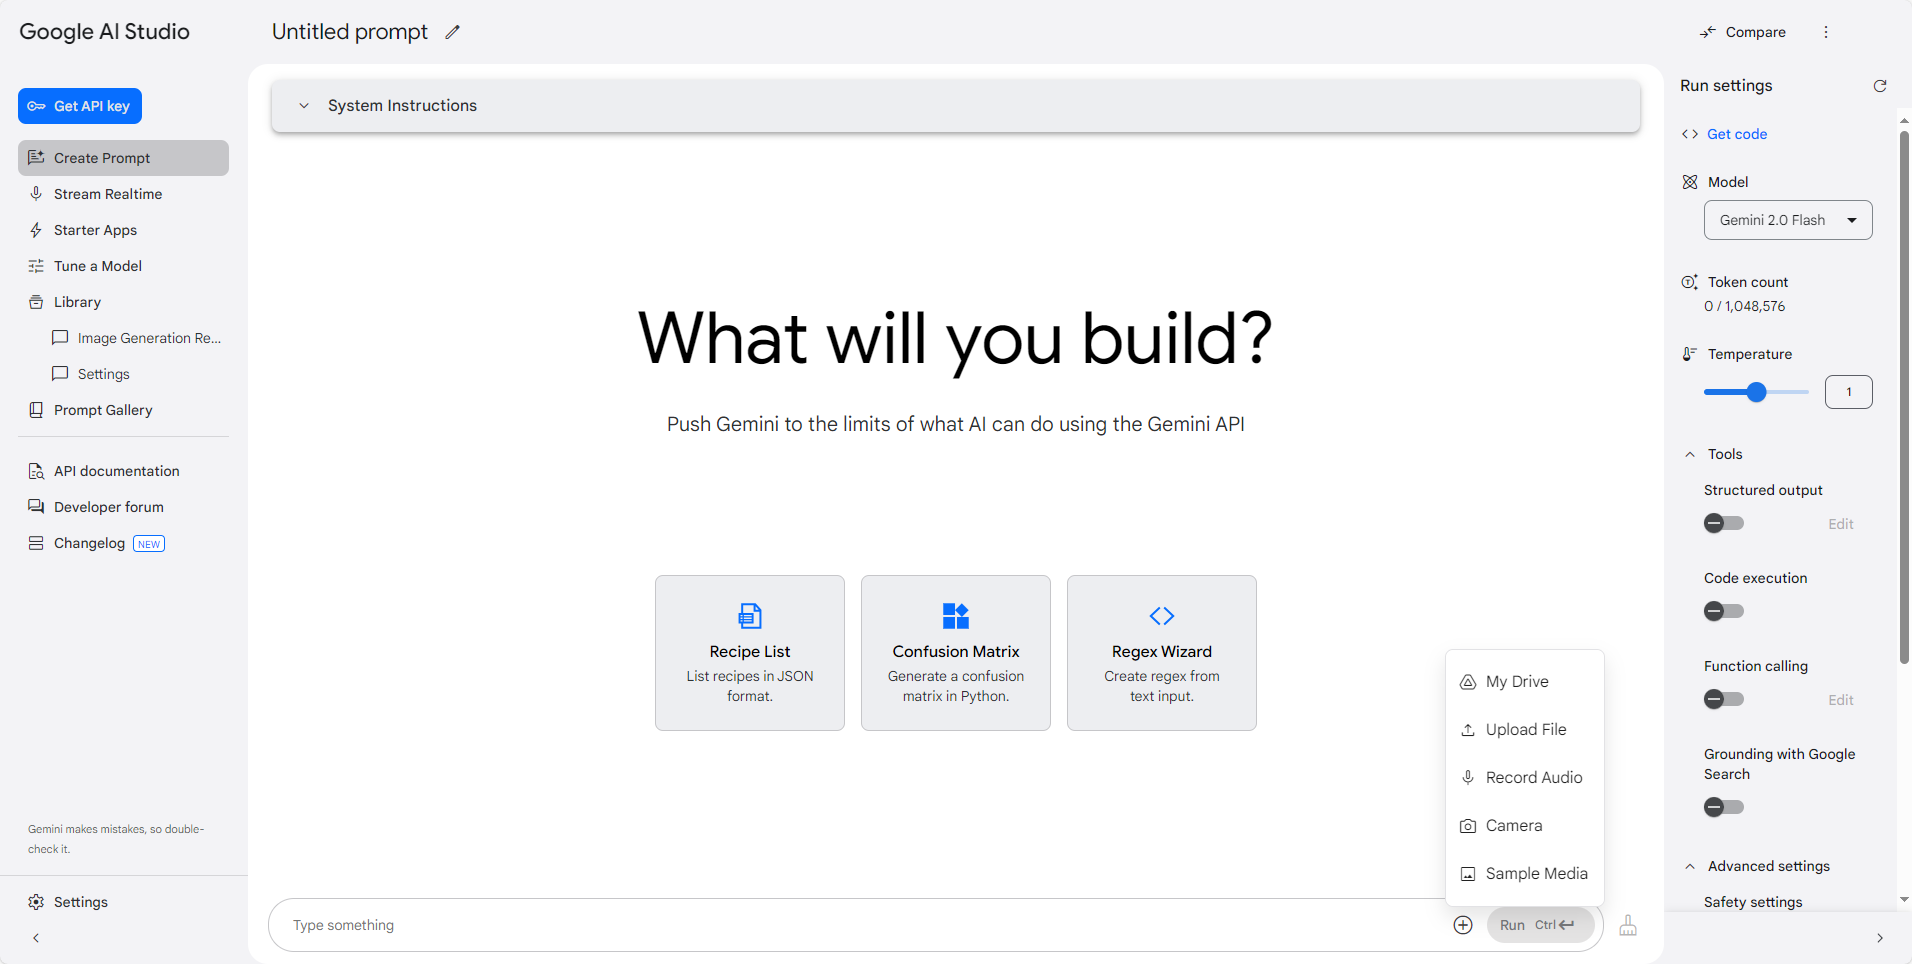 Google AI Studio
Get API key
Create Prompt
Stream Realtime
Starter Apps
Tune a Model
Library
Image Generation Re...
Settings
Prompt Gallery
API documentation
Developer forum
Changelog NEW
Gemini makes mistakes, so double-
check it.
Settings
Untitled prompt
System Instructions
What will you build?
Push Gemini to the limits of what AI can do using the Gemini API
Recipe List
List recipes in JSON
format.
Confusion Matrix
Generate a confusion
matrix in Python.
Regex Wizard
Create regex from
text input.
My Drive
Upload File
Record Audio
Camera
Sample Media
Type something
Run Ctrl
Compare
Run settings
Get code
Model
Gemini 2.0 Flash
Token count
0 / 1,048,576
Temperature
1
Tools
Structured output
Edit
Code execution
Function calling
Edit
Grounding with Google
Search
Advanced settings
Safety settings